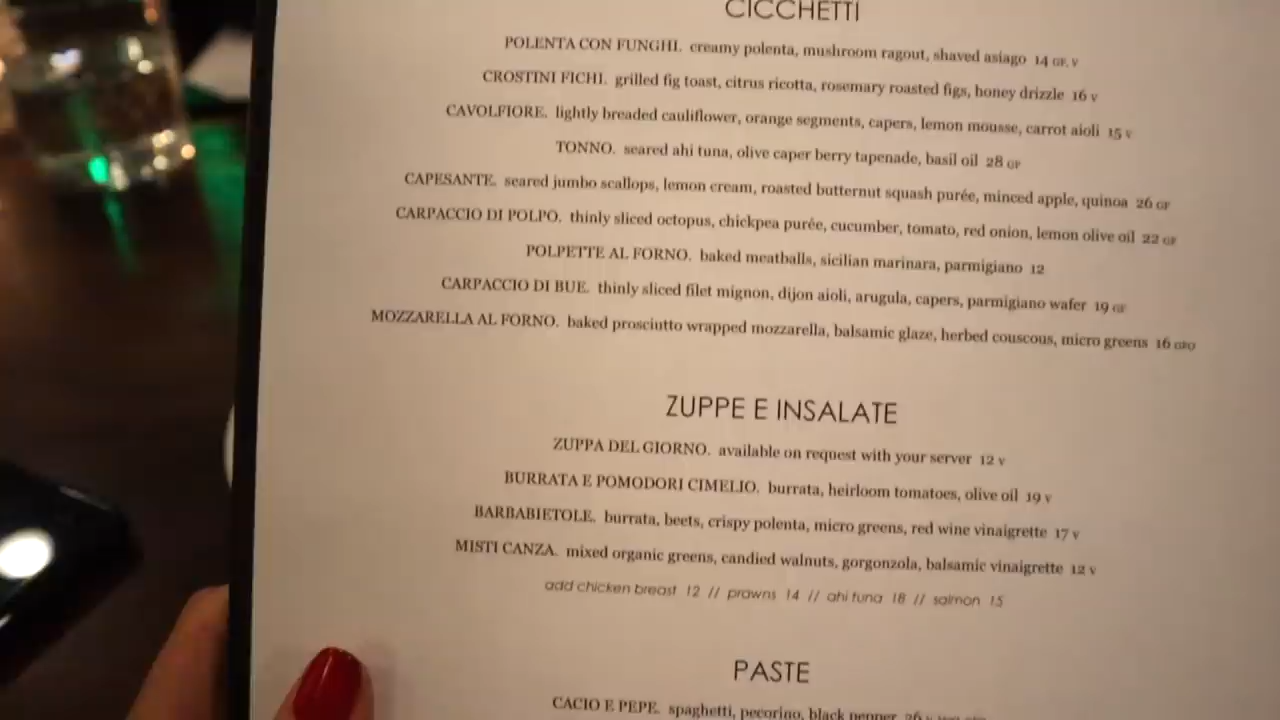 CICCHETTI
POLENTA CON FUNGHI. creamy polenta, mushroom ragout, shaved asiago 14 GF, V
CROSTINI FICHI. grilled fig toast, citrus ricotta, rosemary roasted figs, honey drizzle 16 V
CAVOLFIORE. lightly breaded cauliflower, orange segments, capers, lemon mousse, carrot aioli 15 V
TONNO. seared ahi tuna, olive caper berry tapenade, basil oil 28 GF
CAPESANTE. seared jumbo scallops, lemon cream, roasted butternut squash purée, minced apple, quinoa 26 GF
CARPACCIO DI POLPO. thinly sliced octopus, chickpea purée, cucumber, tomato, red onion, lemon olive oil 22 GF
POLPETTE AL FORNO. baked meatballs, sicilian marinara, parmigiano 12
CARPACCIO DI BUE. thinly sliced filet mignon, dijon aioli, arugula, capers, parmigiano wafer 19 GF
MOZZARELLA AL FORNO. baked prosciutto wrapped mozzarella, balsamic glaze, herbed couscous, micro greens 16 GFO
ZUPPE E INSALATE
ZUPPA DEL GIORNO. available on request with your server 12 V
BURRATA E POMODORI CIMELIO. burrata, heirloom tomatoes, olive oil 19 V
BARBABIETOLE. burrata, beets, crispy polenta, micro greens, red wine vinaigrette 17 V
MISTI CANZA. mixed organic greens, candied walnuts, gorgonzola, balsamic vinaigrette 12 V
add chicken breast 12 // prawns 14 // ahi tuna 18 // salmon 15
PASTE
CACIO E PEPE. spaghetti, pecorino, black pepper 26